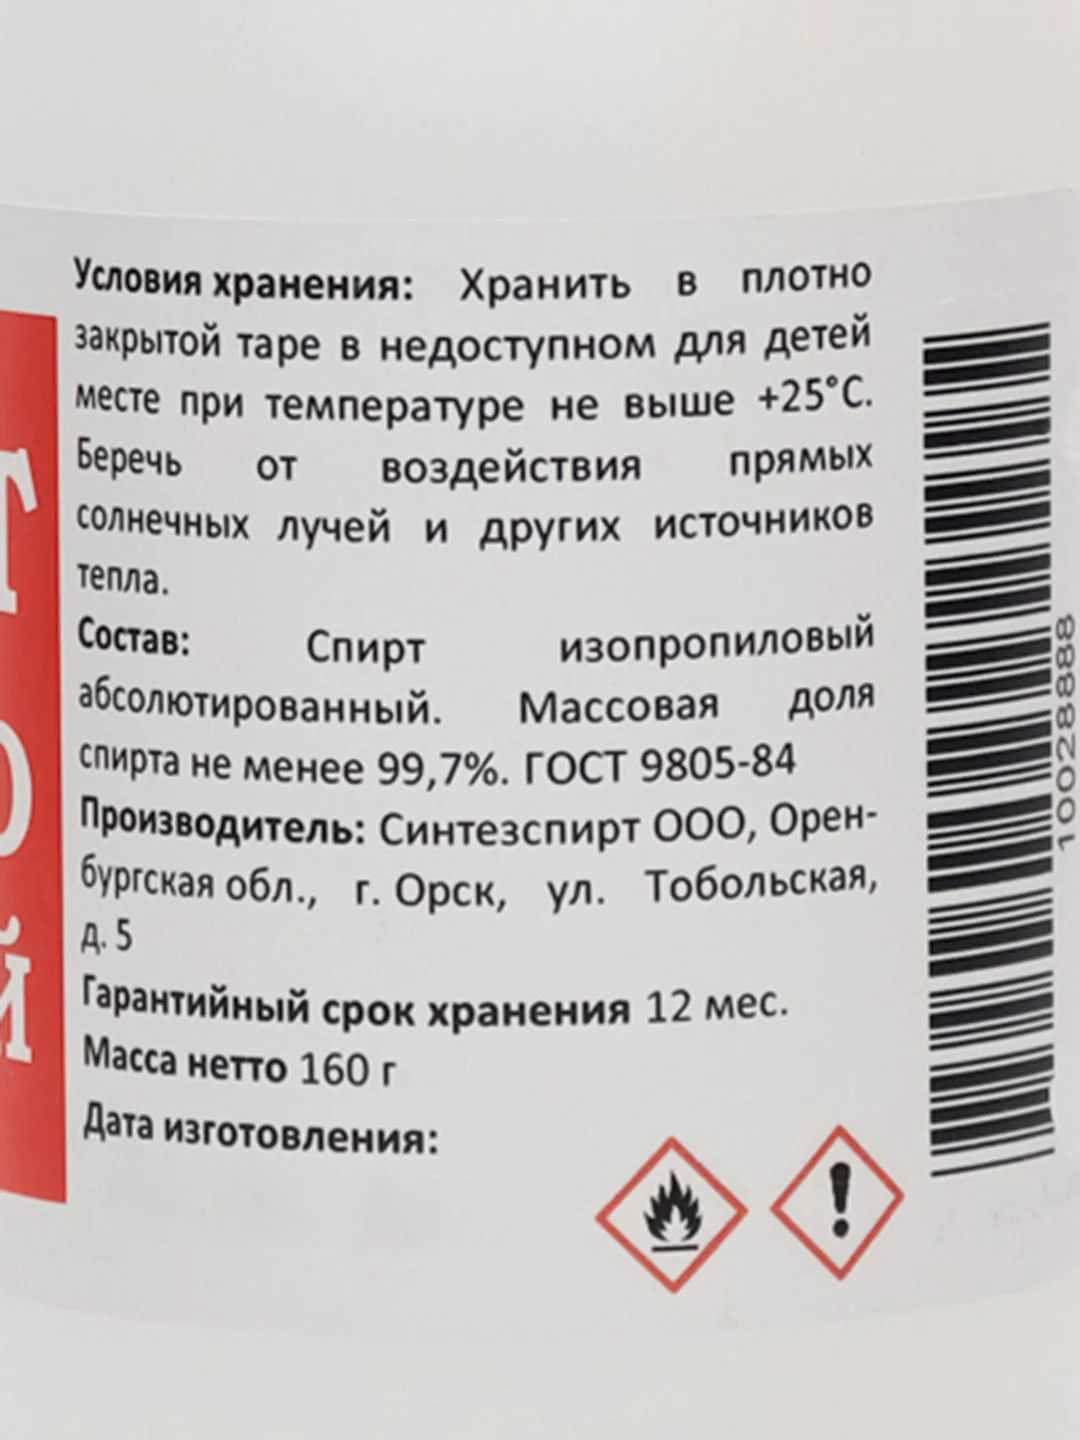 Условия хранения: Хранить в плотно
закрытой таре в недоступном для детей
месте при температуре не выше +25°С.
Беречь от воздействия прямых
солнечных лучей и других источников
тепла.
Состав: Спирт изопропиловый
абсолютированный. Массовая доля
спирта не менее 99,7%. ГОСТ 9805-84
Производитель: Синтезспирт ООО, Орен-
бургская обл., г. Орск, ул. Тобольская,
д. 5
Гарантийный срок хранения 12 мес.
Масса нетто 160 г
Дата изготовления:
10028888